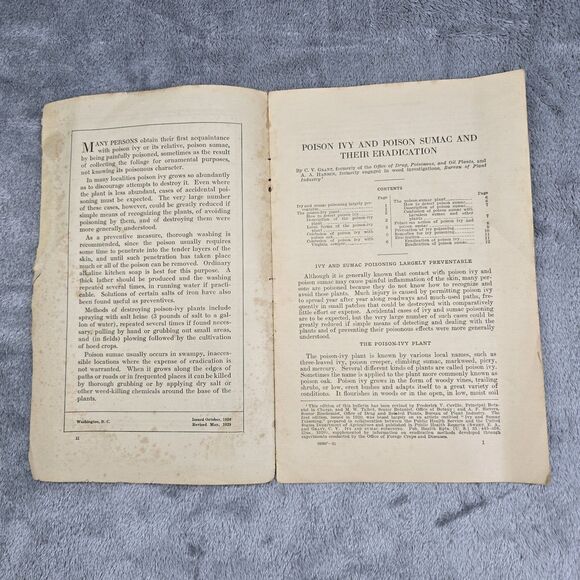 MANY PERSONS obtain their first acquaintance
with poison ivy or its relative, poison sumac,
by being painfully poisoned, sometimes as the result
of collecting the foliage for ornamental purposes,
not knowing its poisonous character.
In many localities poison ivy grows so abundantly
as to discourage attempts to destroy it. Even where
the plant is less abundant, cases of accidental poi-
soning must be expected. The very large number
of these cases, however, could be greatly reduced if
simple means of recognizing the plants, of avoiding
poisoning by them, and of destroying them were
more generally understood.
As a preventive measure, thorough washing is
recommended, since the poison usually requires
some time to penetrate into the tender layers of the
skin, and until such penetration has taken place
much or all of the poison can be removed. Ordinary
alkaline kitchen soap is best for this purpose. A
thick lather should be produced and the washing
repeated several times, in running water if practi-
cable. Solutions of certain salts of iron have also
been found useful as preventives.
Methods of destroying poison-ivy plants include
spraying with salt brine (3 pounds of salt to a gal-
lon of water), repeated several times if found neces-
sary, pulling by hand or grubbing out small areas,
and (in fields) plowing followed by the cultivation
of hoed crops.
Poison sumac usually occurs in swampy, inacces-
sible locations where the expense of eradication is
not warranted. When it grows along the edges of
paths or roads or in frequented places it can be killed
by thorough grubbing or by applying dry salt or
other weed-killing chemicals around the base of the
plants.
Washington, D. C.
Issued October, 1920
Revised May, 1929
II
POISON IVY AND POISON SUMAC AND
THEIR ERADICATION
formerly of the Office of Drug, Poisonous, and Oil Plants, and
formerly engaged in weed investigations, Bureau of Plant
Industry
CONTENTS
Page
Page
Ivy and sumac poisoning largely pre-
The poison-ivy plant
The poison sumac plant
IVY AND SUMAC POISONING LARGELY PREVENTABLE
Although it is generally known that contact with poison ivy and
poison sumac may cause painful inflammation of the skin, many per-
sons are poisoned because they do not know how to recognize and
avoid these plants. Much injury is caused by permitting poison ivy
to spread year after year along roadways and much-used paths, fre-
quently in small patches that could be destroyed with comparatively
little effort or expense. Accidental cases of ivy and sumac poisoning
are to be expected, but the very large number of such cases could be
greatly reduced if simple means of detecting and dealing with the
plants and of preventing their poisonous effects were more generally
understood.
THE POISON-IVY PLANT
The poison-ivy plant is known by various local names, such as
three-leaved ivy, poison creeper, climbing sumac, markweed, picry,
and mercury. Several different kinds of plants are called poison ivy.
Sometimes the name is applied to the plant more commonly known as
poison oak. Poison ivy grows in the form of woody vines, trailing
shrubs, or low, erect bushes and adapts itself to a great variety of
conditions. It flourishes in woods or in the open, in low, moist soil
1